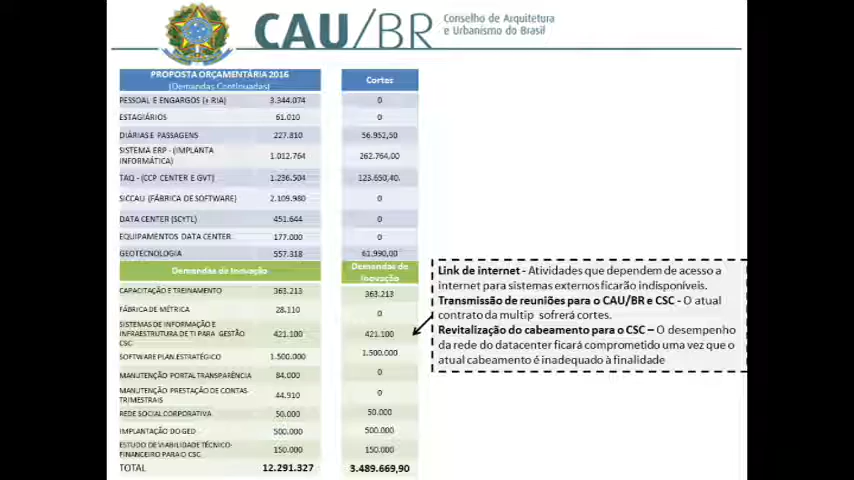 CAU/BR Conselho de Arquitetura
e Urbanismo do Brasil
PROPOSTA ORÇAMENTÁRIA 2016
(Demandas Continuadas)
Cortes
PESSOAL E ENGARGOS (+ RIA) 3.344.074 0
ESTAGIÁRIOS 61.010 0
DIÁRIAS E PASSAGENS 227.810 56.952,50
SISTEMA ERP - (IMPLANTA
INFORMÁTICA) 1.012.764 262.764,00
TAQ - (CCP CENTER E GVT) 1.236.504 123.650,40.
SICCAU (FÁBRICA DE SOFTWARE) 2.109.980 0
DATA CENTER (SCYTL) 451.644 0
EQUIPAMENTOS DATA CENTER 177.000 0
GEOTECNOLOGIA 557.318 61.990,00
Demandas de Inovação
Demandas de
Inovação
CAPACITAÇÃO E TREINAMENTO 363.213 363.213
FÁBRICA DE MÉTRICA 28.110 0
SISTEMAS DE INFORMAÇÃO E
INFRAESTRUTURA DE TI PARA GESTÃO
CSC 421.100 421.100
SOFTWARE PLAN.ESTRATÉGICO 1.500.000 1.500.000
MANUTENÇÃO PORTAL TRANSPARÊNCIA 84.000 0
MANUTENÇÃO PRESTAÇÃO DE CONTAS
TRIMESTRAIS 44.910 0
REDE SOCIAL CORPORATIVA 50.000 50.000
IMPLANTAÇÃO DO GED 500.000 500.000
ESTUDO DE VIABILIDADE TÉCNICO-
FINANCEIRO PARA O CSC 150.000 150.000
TOTAL 12.291.327 3.489.669,90
Link de internet - Atividades que dependem de acesso a
internet para sistemas externos ficarão indisponíveis.
Transmissão de reuniões para o CAU/BR e CSC - O atual
contrato da multip sofrerá cortes.
Revitalização do cabeamento para o CSC – O desempenho
da rede do datacenter ficará comprometido uma vez que o
atual cabeamento é inadequado à finalidade